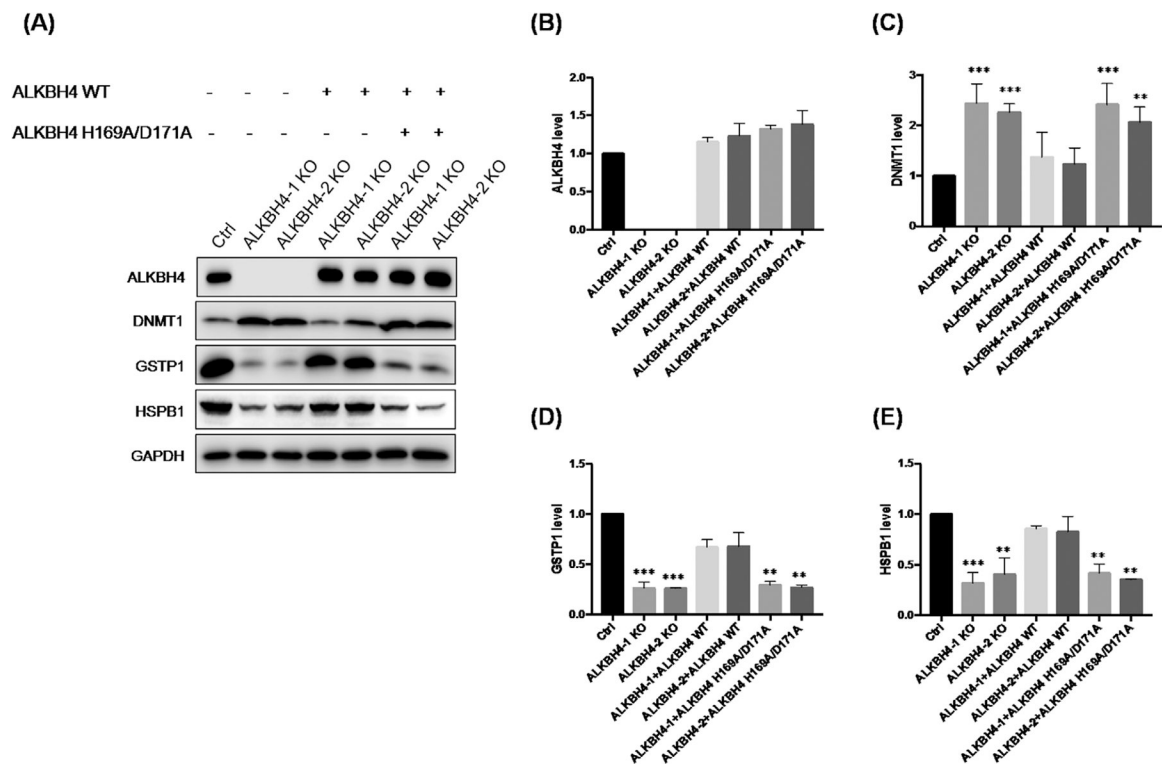 (A)
ALKBH4 WT - - - + + + +
ALKBH4 H169A/D171A - - - - - + +
Ctrl
ALKBH4-1 KO
ALKBH4-2 KO
ALKBH4-1 KO
ALKBH4-2 KO
ALKBH4-1 KO
ALKBH4-2 KO
ALKBH4
DNMT1
GSTP1
HSPB1
GAPDH
(B)
ALKBH4 level
2.0
1.5
1.0
0.5
0.0
Ctrl
ALKBH4-1 KO
ALKBH4-2 KO
ALKBH4-1+ALKBH4 WT
ALKBH4-2+ALKBH4 WT
ALKBH4-1+ALKBH4 H169A/D171A
ALKBH4-2+ALKBH4 H169A/D171A
(C)
DNMT1 level
3
2
1
0
*** *** *** **
Ctrl
ALKBH4-1 KO
ALKBH4-2 KO
ALKBH4-1+ALKBH4 WT
ALKBH4-2+ALKBH4 WT
ALKBH4-1+ALKBH4 H169A/D171A
ALKBH4-2+ALKBH4 H169A/D171A
(D)
GSTP1 level
1.5
1.0
0.5
0.0
*** *** ** **
Ctrl
ALKBH4-1 KO
ALKBH4-2 KO
ALKBH4-1+ALKBH4 WT
ALKBH4-2+ALKBH4 WT
ALKBH4-1+ALKBH4 H169A/D171A
ALKBH4-2+ALKBH4 H169A/D171A
(E)
HSPB1 level
1.5
1.0
0.5
0.0
*** ** ** **
Ctrl
ALKBH4-1 KO
ALKBH4-2 KO
ALKBH4-1+ALKBH4 WT
ALKBH4-2+ALKBH4 WT
ALKBH4-1+ALKBH4 H169A/D171A
ALKBH4-2+ALKBH4 H169A/D171A